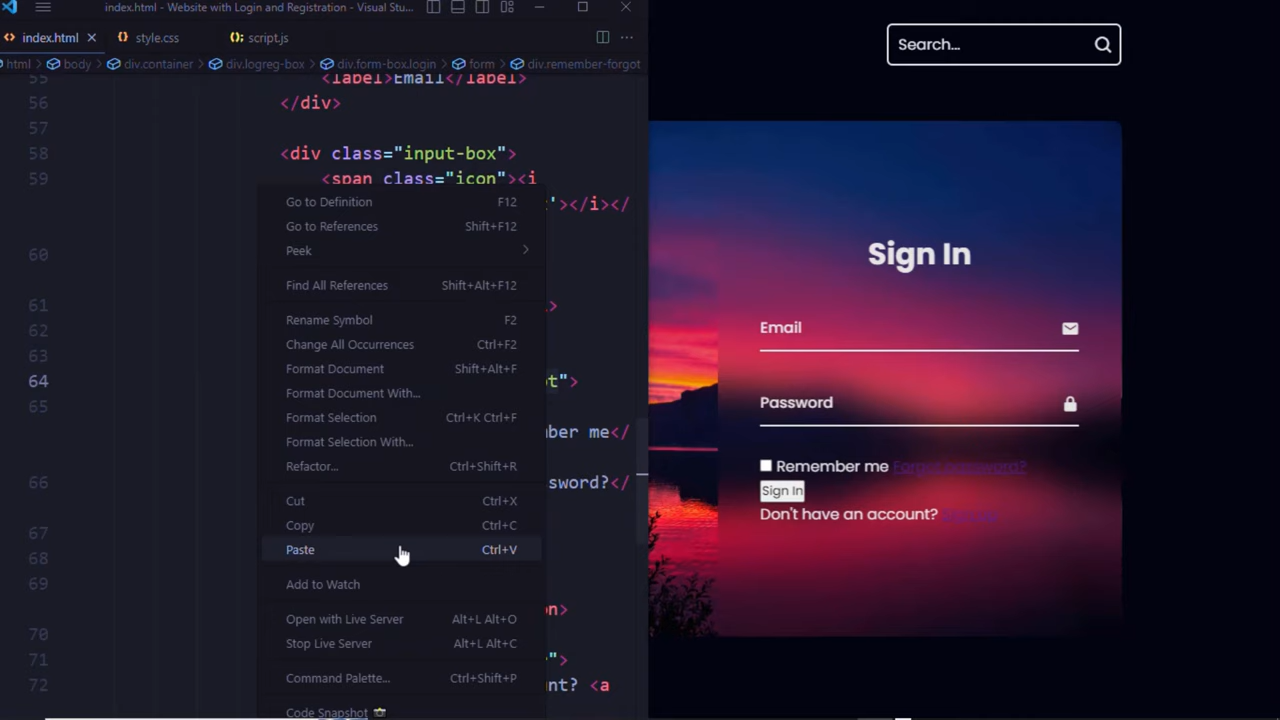 index.html - Website with Login and Registration - Visual Stu...
index.html
style.css
script.js
html
body
div.container
div.logreg-box
div.form-box.login
form
div.remember-forgot
55
<label>Email</label>
56 </div>
57
58 <div class="input-box">
59 <span class="icon"><i
'></i></
60
61
62
63
64 ">
65
me</
66
</
67
68
69
70
71 ">
72 <a
Go to Definition F12
Go to References Shift+F12
Peek
Find All References Shift+Alt+F12
Rename Symbol F2
Change All Occurrences Ctrl+F2
Format Document Shift+Alt+F
Format Document With...
Format Selection Ctrl+K Ctrl+F
Format Selection With...
Refactor... Ctrl+Shift+R
Cut Ctrl+X
Copy Ctrl+C
Paste Ctrl+V
Add to Watch
Open with Live Server Alt+L Alt+O
Stop Live Server Alt+L Alt+C
Command Palette... Ctrl+Shift+P
Code Snapshot
Search...
Sign In
Email
Password
Remember me Forgot password?
Sign In
Don't have an account?